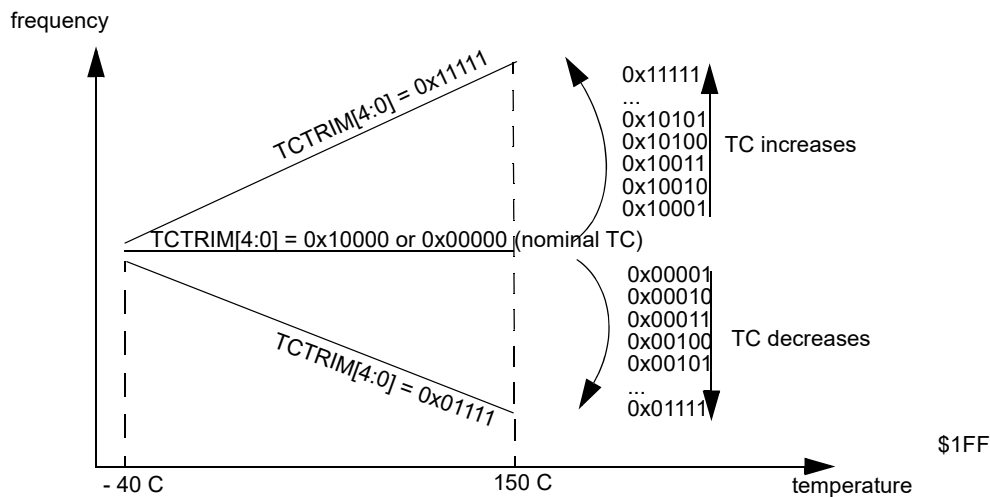 frequency
TCTRIM[4:0] = 0x11111
0x11111
...
0x10101
0x10100
0x10011
0x10010
0x10001
TC increases
TCTRIM[4:0] = 0x10000 or 0x00000 (nominal TC)
0x00001
0x00010
0x00011
0x00100
0x00101
...
0x01111
TC decreases
TCTRIM[4:0] = 0x01111
$1FF
- 40 C
150 C
temperature